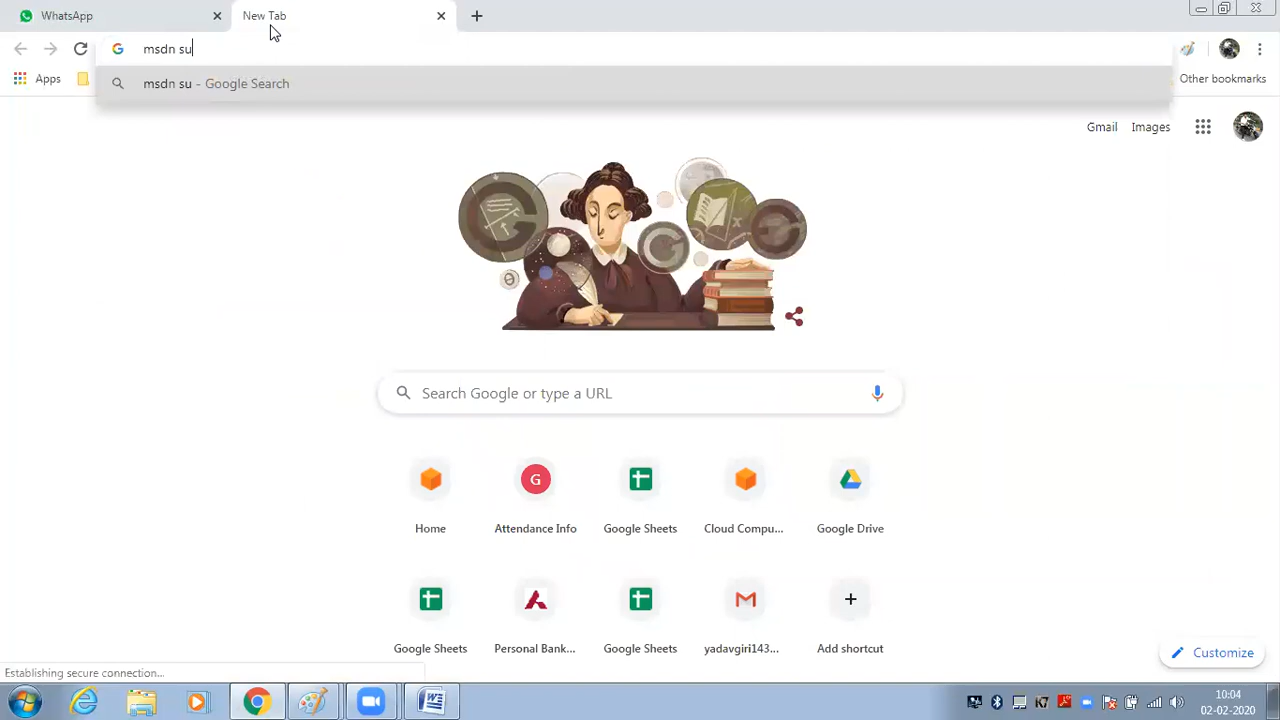 WhatsApp
New Tab
msdn su
msdn su - Google Search
Apps
Other bookmarks
Gmail
Images
Search Google or type a URL
G
Home
Attendance Info
Google Sheets
Cloud Compu...
Google Drive
Google Sheets
Personal Bank...
Google Sheets
yadavgiri143...
Add shortcut
Customize
Establishing secure connection...
10:04
02-02-2020